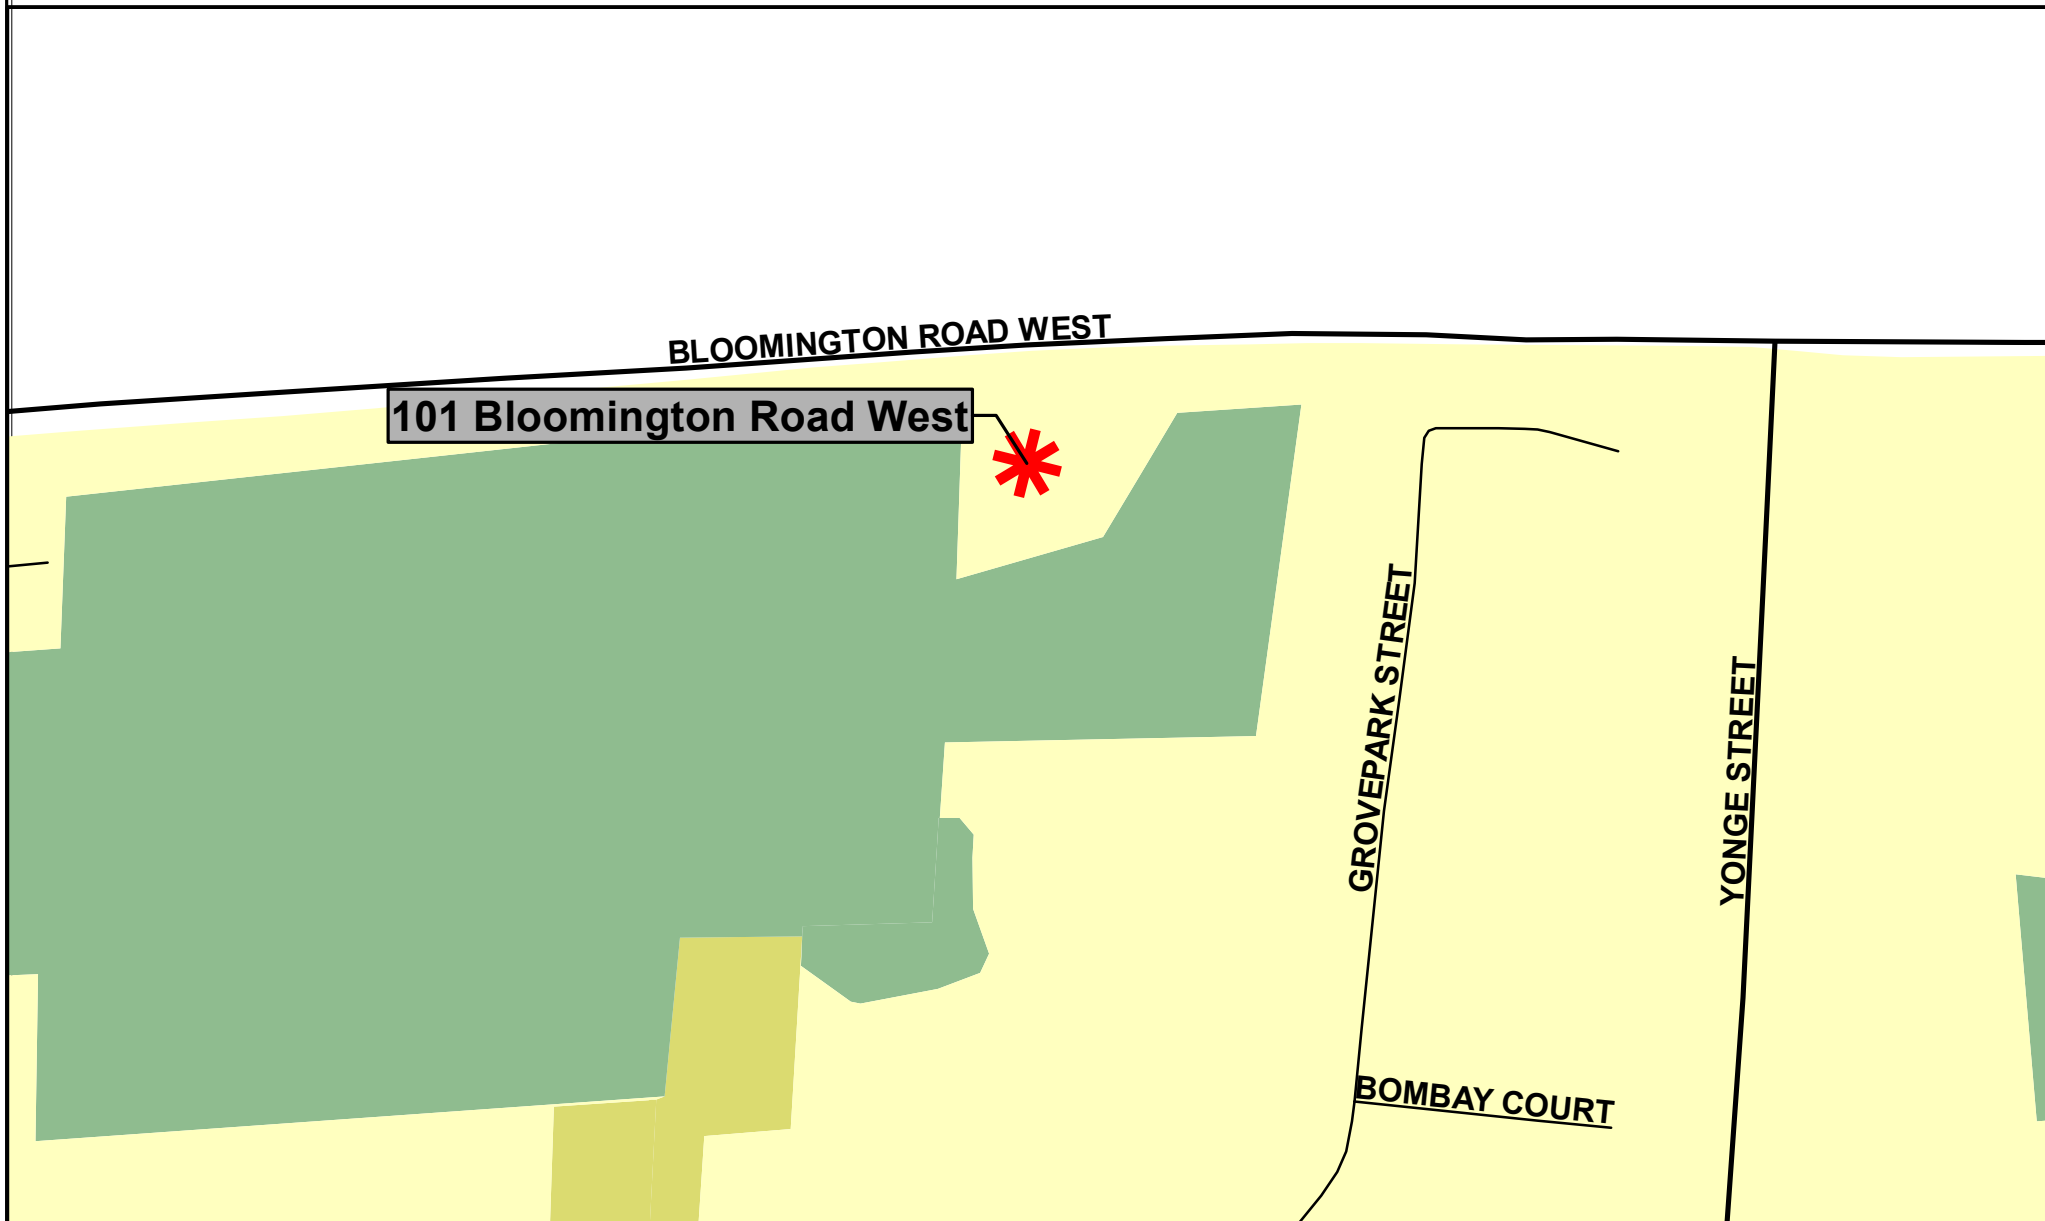 BLOOMINGTON ROAD WEST
101 Bloomington Road West
GROVEPARK STREET
YONGE STREET
BOMBAY COURT